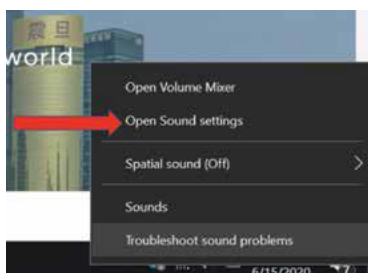 震旦
world
Open Volume Mixer
Open Sound settings
Spatial sound (Off)
Sounds
Troubleshoot sound problems
6/15/2020